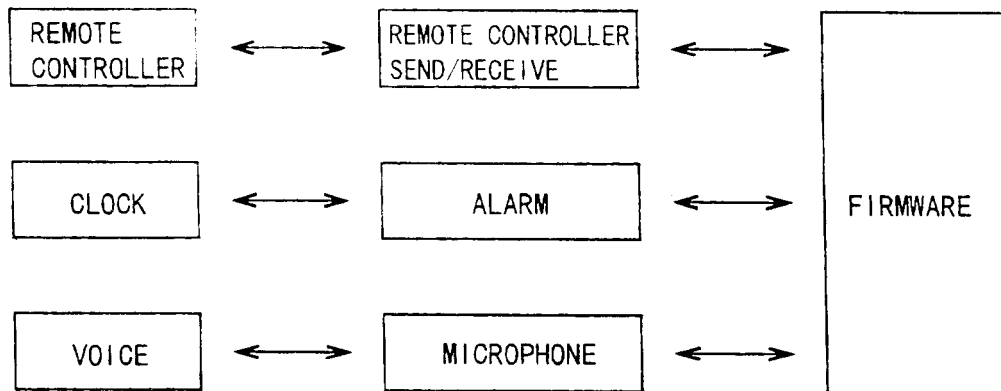 REMOTE
CONTROLLER
REMOTE CONTROLLER
SEND/RECEIVE
CLOCK
ALARM
FIRMWARE
VOICE
MICROPHONE